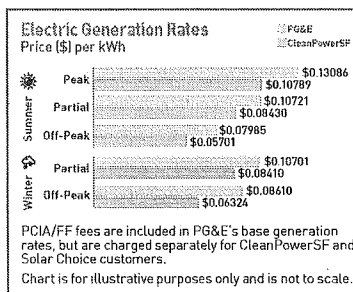 Electric Generation Rates
Price ($) per kWh
PG&E
CleanPowerSF
Summer
Peak
$0.13086
$0.10789
Partial
$0.10721
$0.08430
Off-Peak
$0.07985
$0.05701
Winter
Partial
$0.10701
$0.08410
Off-Peak
$0.08610
$0.06324
PCIA/FF fees are included in PG&E's base generation
rates, but are charged separately for CleanPowerSF and
Solar Choice customers.
Chart is for illustrative purposes only and is not to scale.